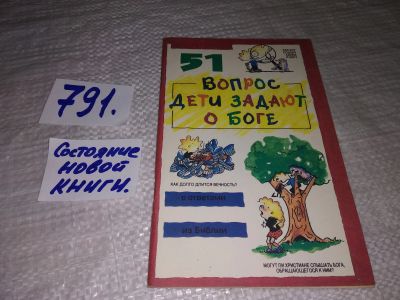 791.
Состояние
новой
книги.
51
ВОПРОС
ДЕТИ ЗАДАЮТ
О БОГЕ
КАК ДОЛГО ДЛИТСЯ ВЕЧНОСТЬ?
с ответами
из Библии
МОГУТ ЛИ ХРИСТИАНЕ СЛЫШАТЬ БОГА,
ОБРАЩАЮЩЕГОСЯ К НИМ?